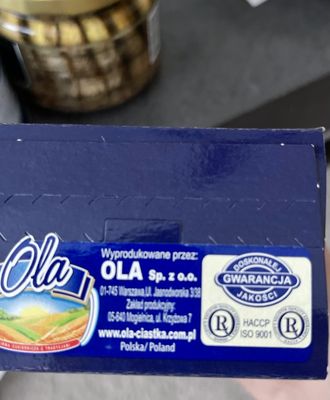 Ola
Wyprodukowane przez:
OLA Sp. z o.o.
01-745 Warszawa,Ul. Jasnodworska 3/38
Zakład produkcyjny:
05-640 Mogielnica, ul. Krzyżowa 7
www.ola-ciastka.com.pl
Polska/ Poland
DOSKONAŁEJ
GWARANCJA
JAKOŚCI
R
HACCP
ISO 9001
R